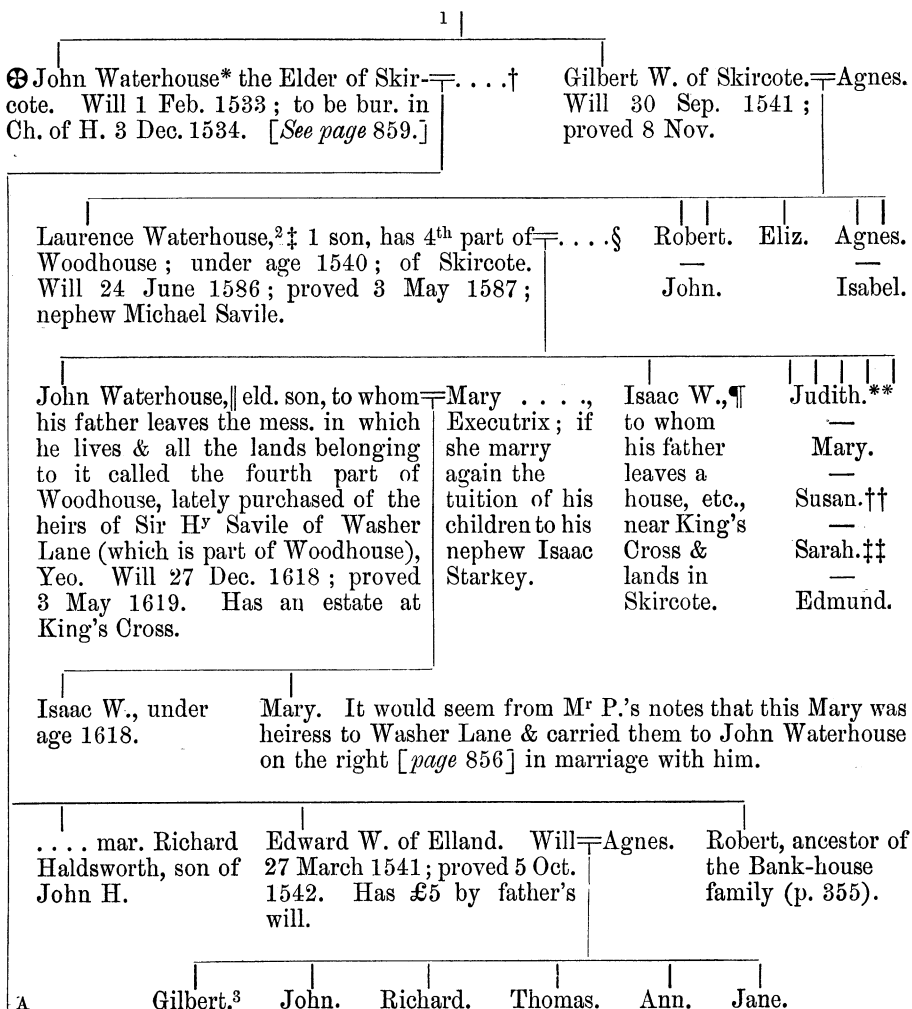 1
✠ John Waterhouse* the Elder of Skir-
cote. Will 1 Feb. 1533; to be bur. in
Ch. of H. 3 Dec. 1534. [See page 859.]
. . . .†
Gilbert W. of Skircote.
Will 30 Sep. 1541;
proved 8 Nov.
Agnes.
Laurence Waterhouse,²‡ 1 son, has 4th part of
Woodhouse; under age 1540; of Skircote.
Will 24 June 1586; proved 3 May 1587;
nephew Michael Savile.
. . . .§
Robert.
—
John.
Eliz.
Agnes.
—
Isabel.
John Waterhouse,|| eld. son, to whom
his father leaves the mess. in which
he lives & all the lands belonging
to it called the fourth part of
Woodhouse, lately purchased of the
heirs of Sir Hy Savile of Washer
Lane (which is part of Woodhouse),
Yeo. Will 27 Dec. 1618; proved
3 May 1619. Has an estate at
King's Cross.
Mary . . . .,
Executrix; if
she marry
again the
tuition of his
children to his
nephew Isaac
Starkey.
Isaac W.,¶
to whom
his father
leaves a
house, etc.,
near King's
Cross &
lands in
Skircote.
Judith.**
—
Mary.
—
Susan.††
—
Sarah.‡‡
—
Edmund.
Isaac W., under
age 1618.
Mary. It would seem from Mr P.'s notes that this Mary was
heiress to Washer Lane & carried them to John Waterhouse
on the right [page 856] in marriage with him.
. . . . mar. Richard
Haldsworth, son of
John H.
Edward W. of Elland. Will
27 March 1541; proved 5 Oct.
1542. Has £5 by father's
will.
Agnes.
Robert, ancestor of
the Bank-house
family (p. 355).
A
Gilbert.³ John. Richard. Thomas. Ann. Jane.